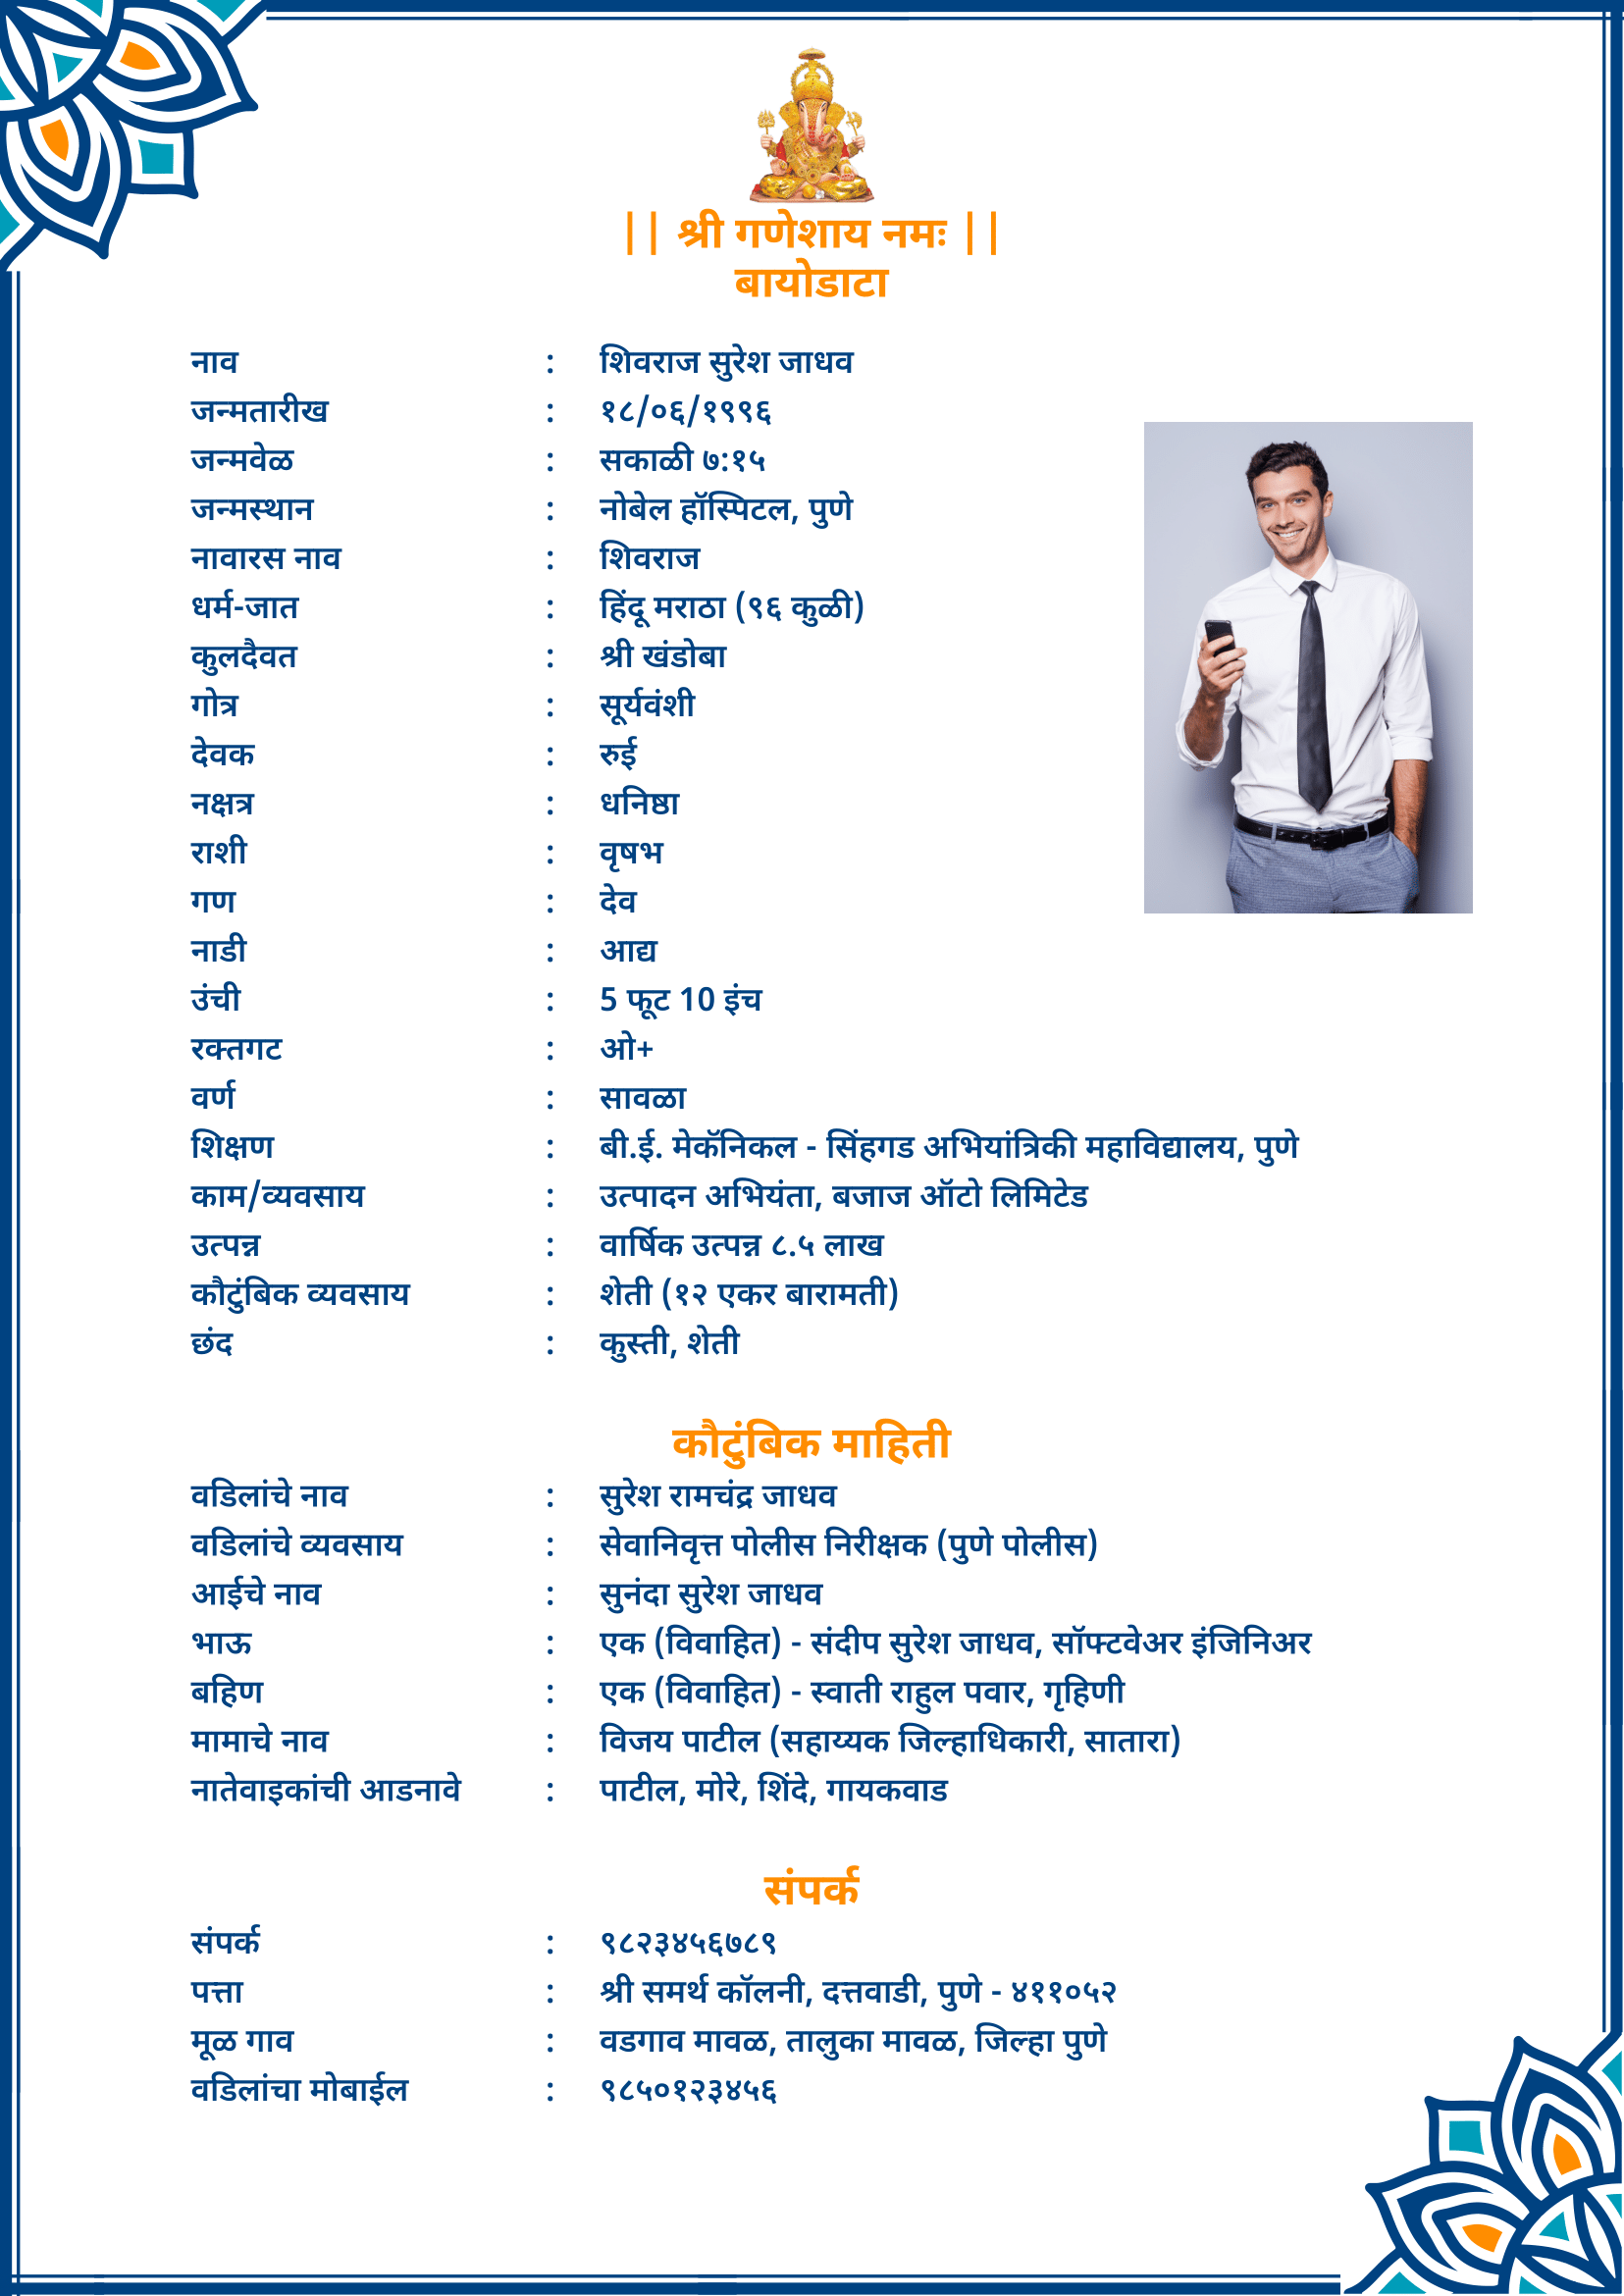 || श्री गणेशाय नमः ||
बायोडाटा
नाव : शिवराज सुरेश जाधव
जन्मतारीख : १८/०६/१९९६
जन्मवेळ : सकाळी ७:१५
जन्मस्थान : नोबेल हॉस्पिटल, पुणे
नावारस नाव : शिवराज
धर्म-जात : हिंदू मराठा (९६ कुळी)
कुलदैवत : श्री खंडोबा
गोत्र : सूर्यवंशी
देवक : रुई
नक्षत्र : धनिष्ठा
राशी : वृषभ
गण : देव
नाडी : आद्य
उंची : 5 फूट 10 इंच
रक्तगट : ओ+
वर्ण : सावळा
शिक्षण : बी.ई. मेकॅनिकल - सिंहगड अभियांत्रिकी महाविद्यालय, पुणे
काम/व्यवसाय : उत्पादन अभियंता, बजाज ऑटो लिमिटेड
उत्पन्न : वार्षिक उत्पन्न ८.५ लाख
कौटुंबिक व्यवसाय : शेती (१२ एकर बारामती)
छंद : कुस्ती, शेती
कौटुंबिक माहिती
वडिलांचे नाव : सुरेश रामचंद्र जाधव
वडिलांचे व्यवसाय : सेवानिवृत्त पोलीस निरीक्षक (पुणे पोलीस)
आईचे नाव : सुनंदा सुरेश जाधव
भाऊ : एक (विवाहित) - संदीप सुरेश जाधव, सॉफ्टवेअर इंजिनिअर
बहिण : एक (विवाहित) - स्वाती राहुल पवार, गृहिणी
मामाचे नाव : विजय पाटील (सहाय्यक जिल्हाधिकारी, सातारा)
नातेवाइकांची आडनावे : पाटील, मोरे, शिंदे, गायकवाड
संपर्क
संपर्क : ९८२३४५६७८९
पत्ता : श्री समर्थ कॉलनी, दत्तवाडी, पुणे - ४११०५२
मूळ गाव : वडगाव मावळ, तालुका मावळ, जिल्हा पुणे
वडिलांचा मोबाईल : ९८५०१२३४५६